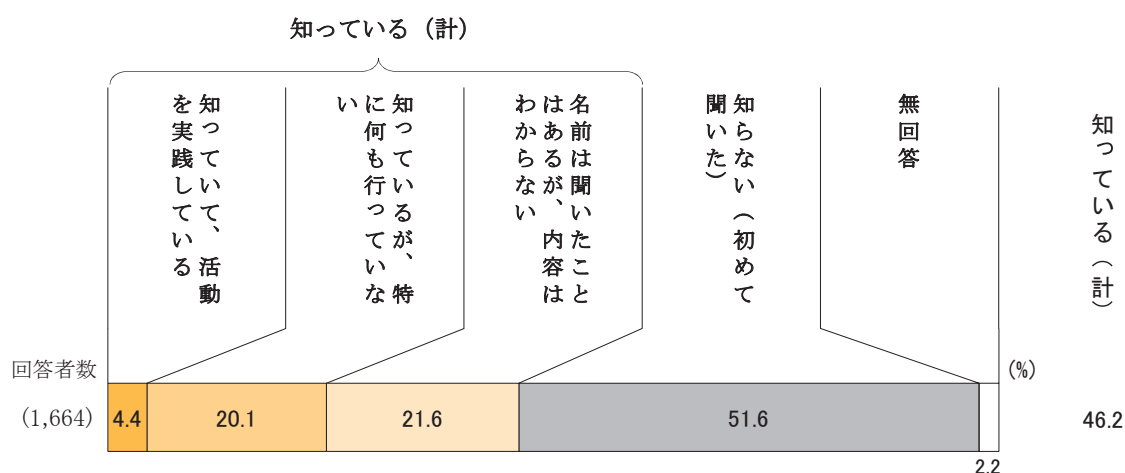 知っている（計）
知っていて、活動
を実践している
知っているが、特
に何も行っていな
い
名前は聞いたこと
はあるが、内容は
わからない
知らない（初めて
聞いた）
無回答
知っている（計）
回答者数
(%)
(1,664)
4.4
20.1
21.6
51.6
46.2
2.2